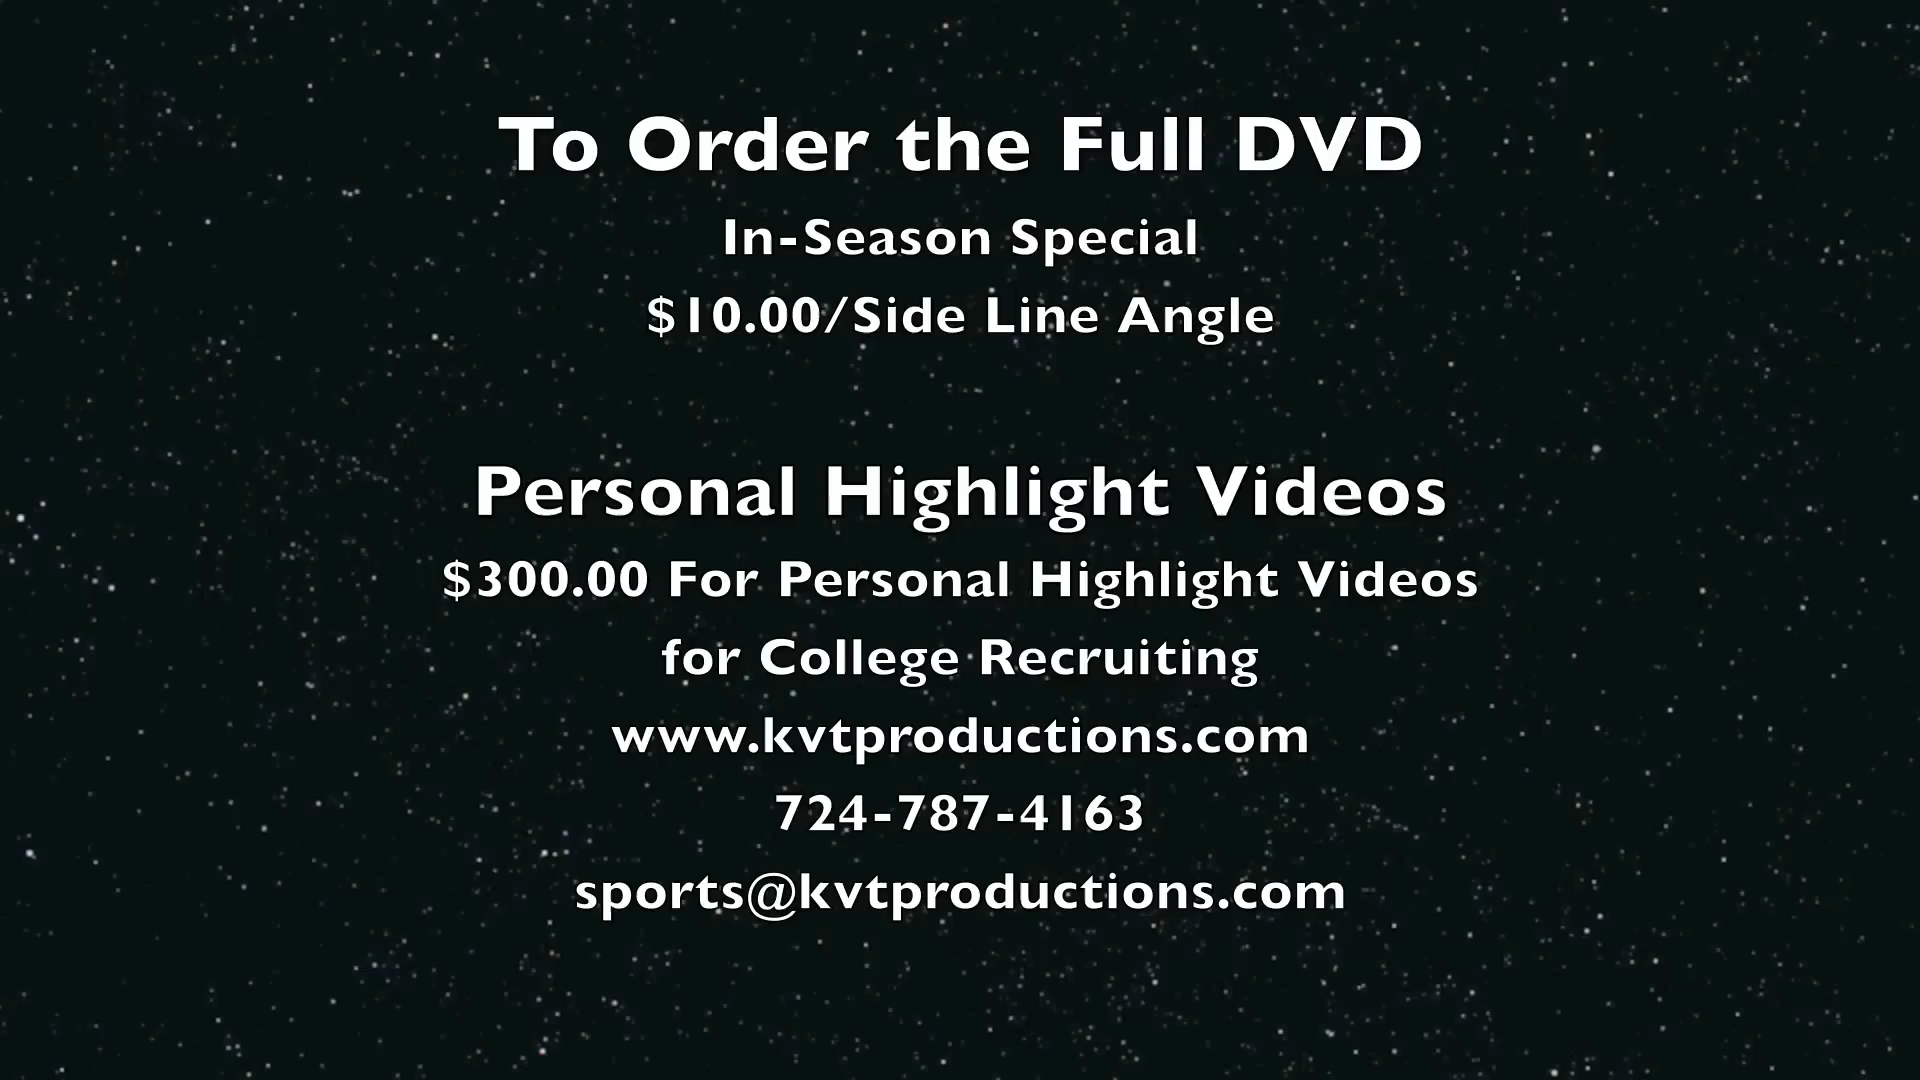 To Order the Full DVD
In-Season Special
$10.00/Side Line Angle
Personal Highlight Videos
$300.00 For Personal Highlight Videos
for College Recruiting
www.kvtproductions.com
724-787-4163
sports@kvtproductions.com